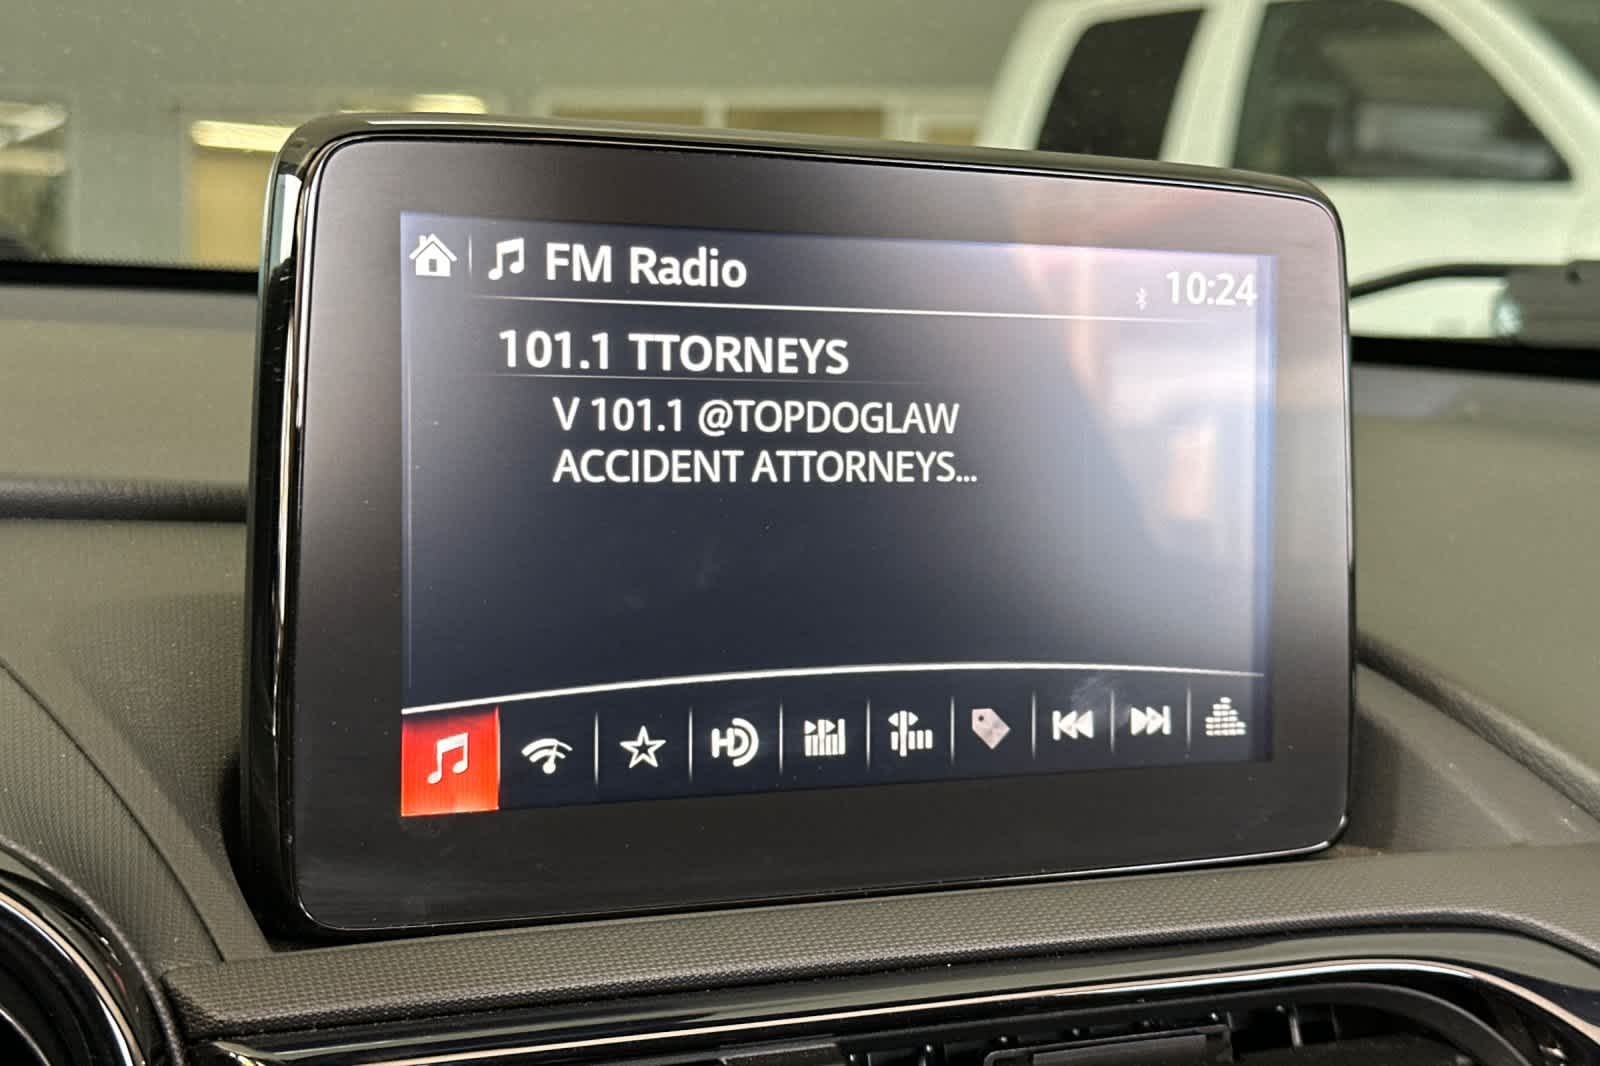 FM Radio
10:24
101.1 TTORNEYS
V 101.1 @TOPDOGLAW
ACCIDENT ATTORNEYS...
HD